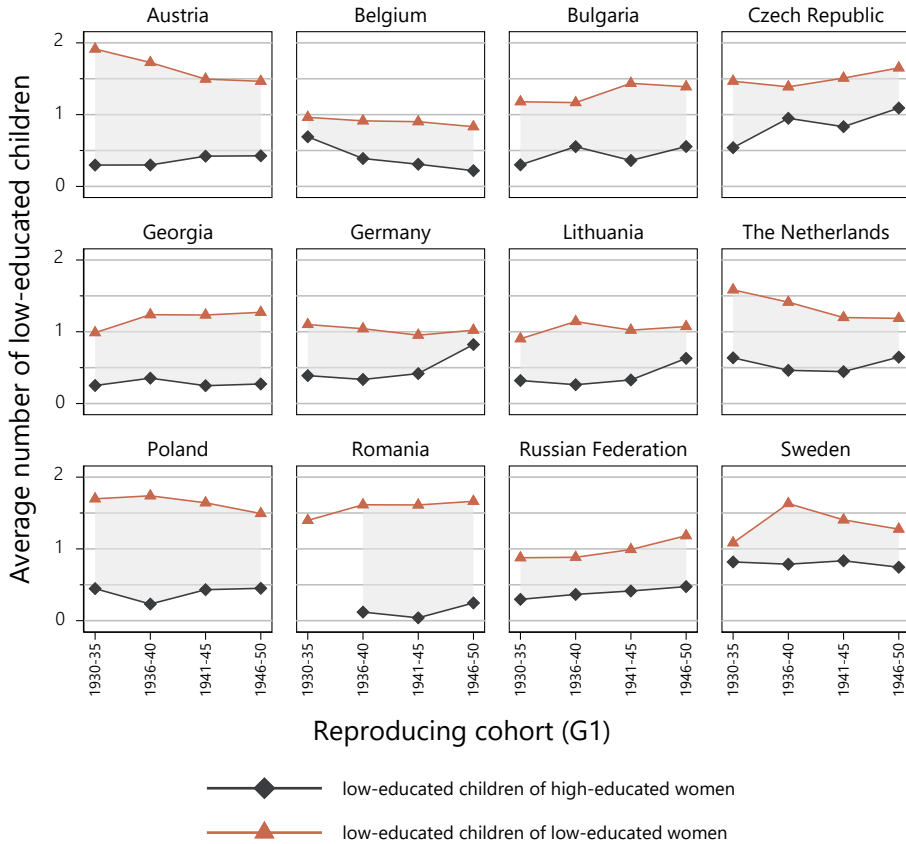 Austria
Belgium
Bulgaria
Czech Republic
2
1
0
Georgia
Germany
Lithuania
The Netherlands
2
1
0
Poland
Romania
Russian Federation
Sweden
2
1
0
Average number of low-educated children
1930-35
1936-40
1941-45
1946-50
1930-35
1936-40
1941-45
1946-50
1930-35
1936-40
1941-45
1946-50
1930-35
1936-40
1941-45
1946-50
Reproducing cohort (G1)
low-educated children of high-educated women
low-educated children of low-educated women